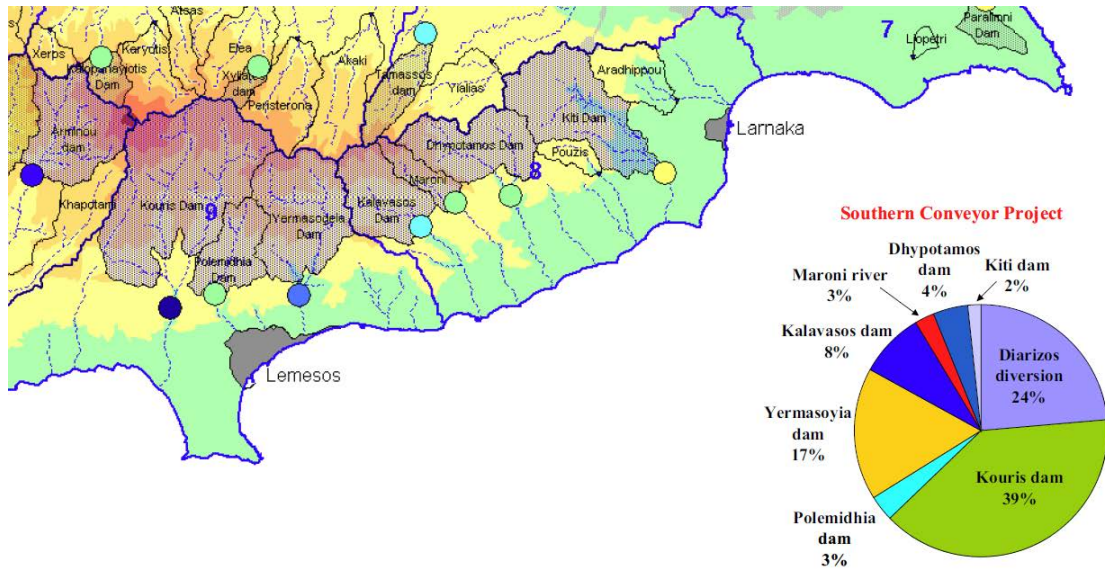 Atsas
Xerps
Keryotis
Elea
Akaki
Kalopanayiotis
Dam
Xyliatos
dam
Peristerona
Tamassos
dam
Yialias
Aradhippou
7
Liopetri
Paralimni
Dam
Arminou
dam
Kiti Dam
Larnaka
Dhypotamos Dam
Použis
8
Maroni
Khapotami
Kouris Dam
9
Kalavasos
Dam
Yermasogeia
Dam
Polemidhia
Dam
Lemesos
Southern Conveyor Project
Dhypotamos
dam
4%
Kiti dam
2%
Maroni river
3%
Kalavasos dam
8%
Diarizos
diversion
24%
Yermasoyia
dam
17%
Kouris dam
39%
Polemidhia
dam
3%